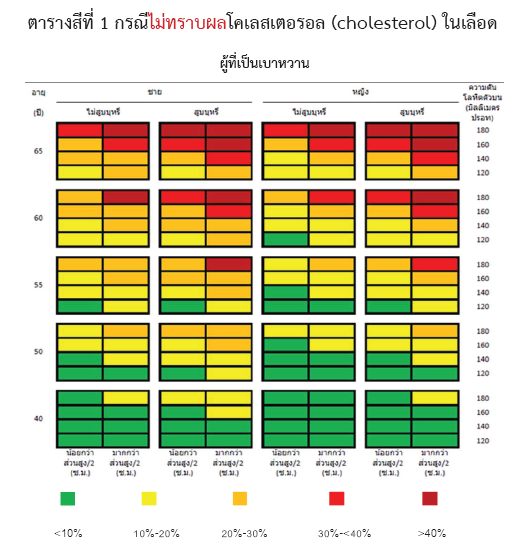 ตารางสีที่ 1 กรณีไม่ทราบผลโคเลสเตอรอล (cholesterol) ในเลือด
ผู้ที่เป็นเบาหวาน
อายุ
(ปี)
ชาย
หญิง
ความดัน
โลหิตตัวบน
(มิลลิเมตร
ปรอท)
ไม่สูบบุหรี่
สูบบุหรี่
ไม่สูบบุหรี่
สูบบุหรี่
65
180
160
140
120
60
180
160
140
120
55
180
160
140
120
50
180
160
140
120
40
180
160
140
120
น้อยกว่า มากกว่า น้อยกว่า มากกว่า น้อยกว่า มากกว่า น้อยกว่า มากกว่า
ส่วนสูง/2 ส่วนสูง/2 ส่วนสูง/2 ส่วนสูง/2 ส่วนสูง/2 ส่วนสูง/2 ส่วนสูง/2 ส่วนสูง/2
(ซ.ม.) (ซ.ม.) (ซ.ม.) (ซ.ม.) (ซ.ม.) (ซ.ม.) (ซ.ม.) (ซ.ม.)
<10% 10%-20% 20%-30% 30%-<40% >40%